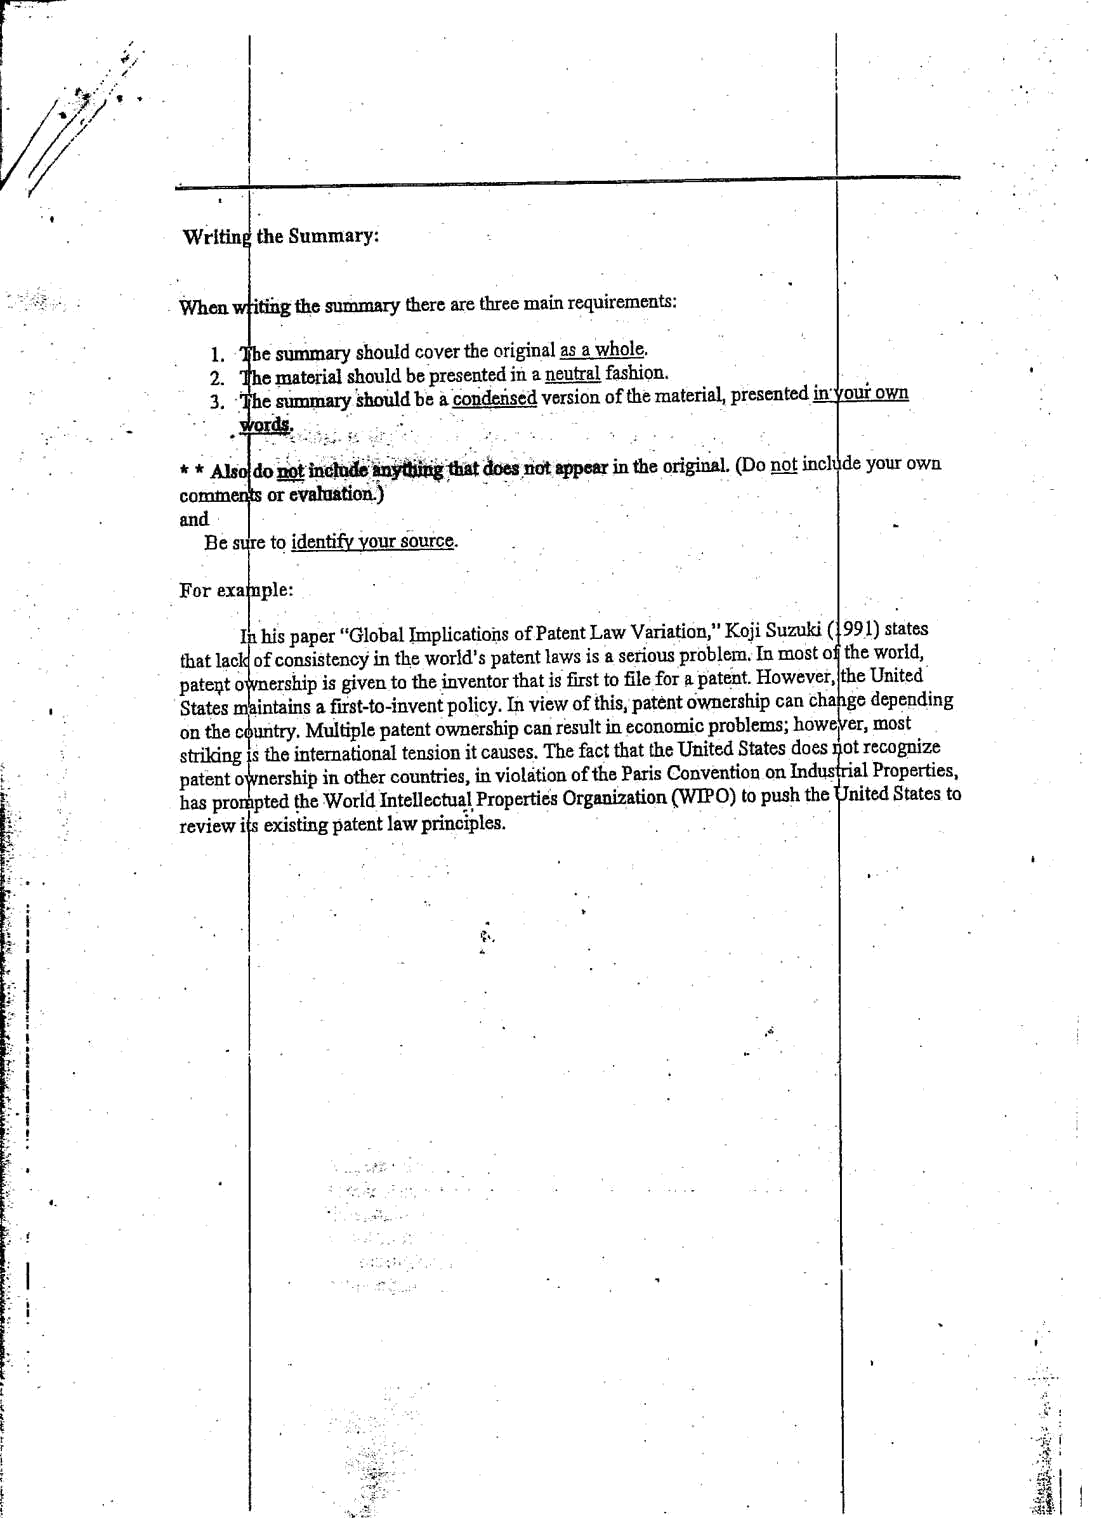 Writing the Summary:
When writing the summary there are three main requirements:
1. The summary should cover the original as a whole.
2. The material should be presented in a neutral fashion.
3. The summary should be a condensed version of the material, presented in your own
words.
* * Also do not include anything that does not appear in the original. (Do not include your own
comments or evaluation.)
and
Be sure to identify your source.
For example:
In his paper “Global Implications of Patent Law Variation,” Koji Suzuki (1991) states
that lack of consistency in the world’s patent laws is a serious problem. In most of the world,
patent ownership is given to the inventor that is first to file for a patent. However, the United
States maintains a first-to-invent policy. In view of this, patent ownership can change depending
on the country. Multiple patent ownership can result in economic problems; however, most
striking is the international tension it causes. The fact that the United States does not recognize
patent ownership in other countries, in violation of the Paris Convention on Industrial Properties,
has prompted the World Intellectual Properties Organization (WIPO) to push the United States to
review its existing patent law principles.